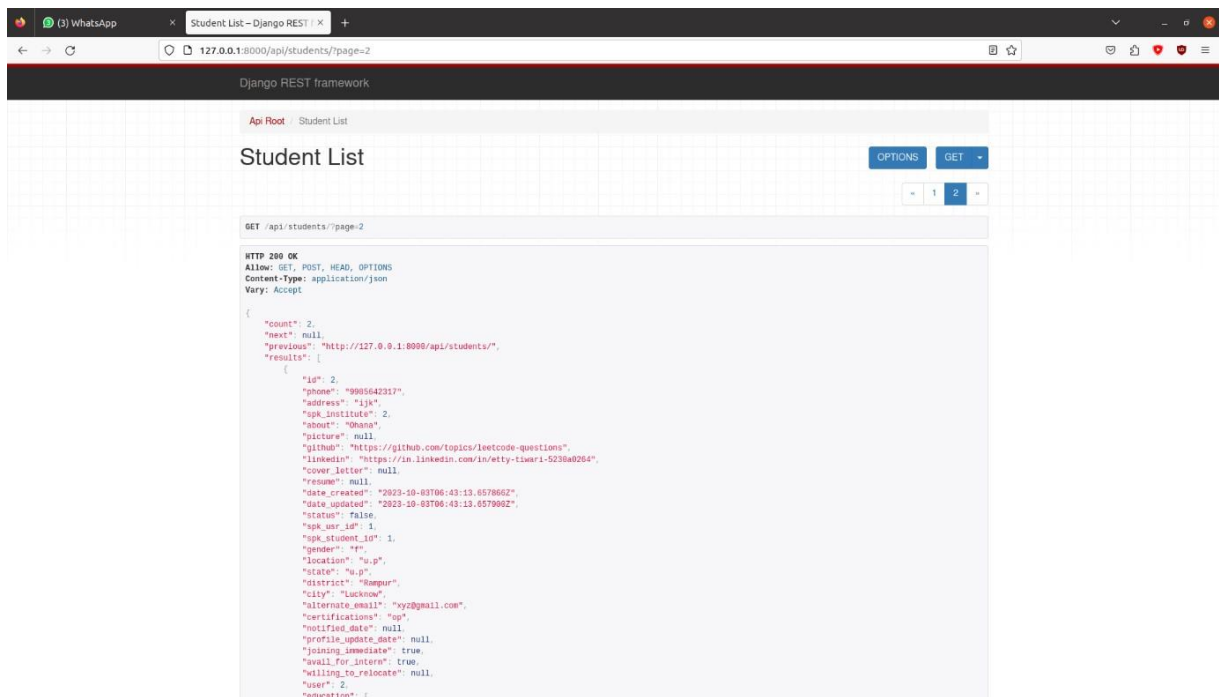 (3) WhatsApp
Student List – Django REST f
127.0.0.1:8000/api/students/?page=2
Django REST framework
Api Root / Student List
Student List
OPTIONS GET
« 1 2 »
GET /api/students/?page=2
HTTP 200 OK
Allow: GET, POST, HEAD, OPTIONS
Content-Type: application/json
Vary: Accept
{
"count": 2,
"next": null,
"previous": "http://127.0.0.1:8000/api/students/",
"results": [
{
"id": 2,
"phone": "9905642317",
"address": "ijk",
"spk_institute": 2,
"about": "Ohana",
"picture": null,
"github": "https://github.com/topics/leetcode-questions",
"linkedin": "https://in.linkedin.com/in/etty-tiwari-5230a0264",
"cover_letter": null,
"resume": null,
"date_created": "2023-10-03T06:43:13.657866Z",
"date_updated": "2023-10-03T06:43:13.657900Z",
"status": false,
"spk_usr_id": 1,
"spk_student_id": 1,
"gender": "f",
"location": "u.p",
"state": "u.p",
"district": "Rampur",
"city": "Lucknow",
"alternate_email": "xyz@gmail.com",
"certifications": "op",
"notified_date": null,
"profile_update_date": null,
"joining_immediate": true,
"avail_for_intern": true,
"willing_to_relocate": null,
"user": 2,
"education": [